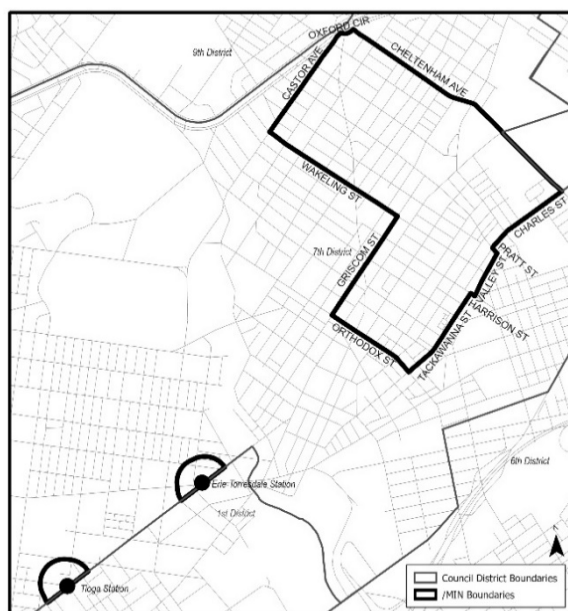 OXFORD CIR
9th District
CASTOR AVE
CHELTENHAM AVE
WAKELING ST
CHARLES ST
PRATT ST
7th District
GRISCOM ST
VALLEY ST
HARRISON ST
ORTHODOX ST
TACKAWANNA ST
6th District
Erie Torresdale Station
1st District
Tioga Station
Council District Boundaries
/MIN Boundaries